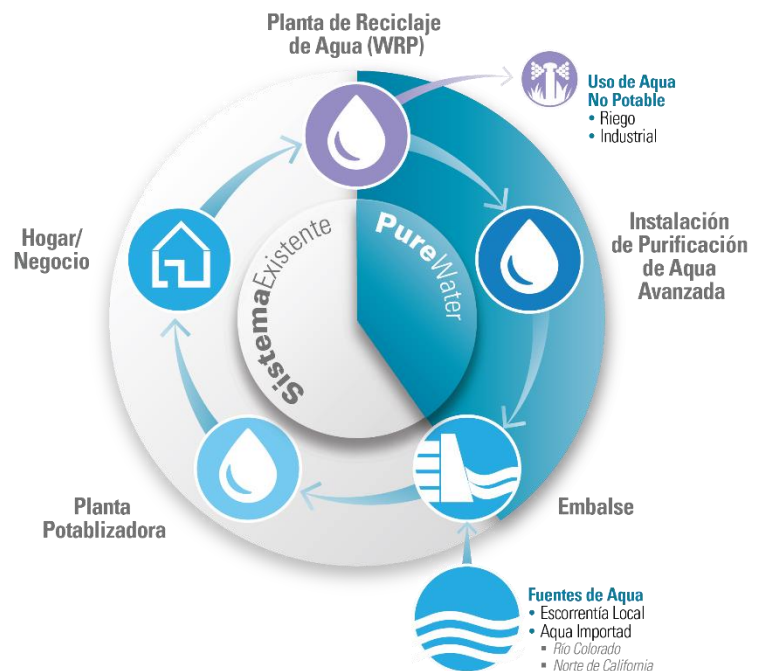 Planta de Reciclaje
de Agua (WRP)
Uso de Aqua
No Potable
• Riego
• Industrial
Hogar/
Negocio
SistemaExistente
PureWater
Instalación
de Purificación
de Aqua
Avanzada
Planta
Potablizadora
Embalse
Fuentes de Aqua
• Escorrentía Local
• Aqua Importad
▪ Río Colorado
▪ Norte de California